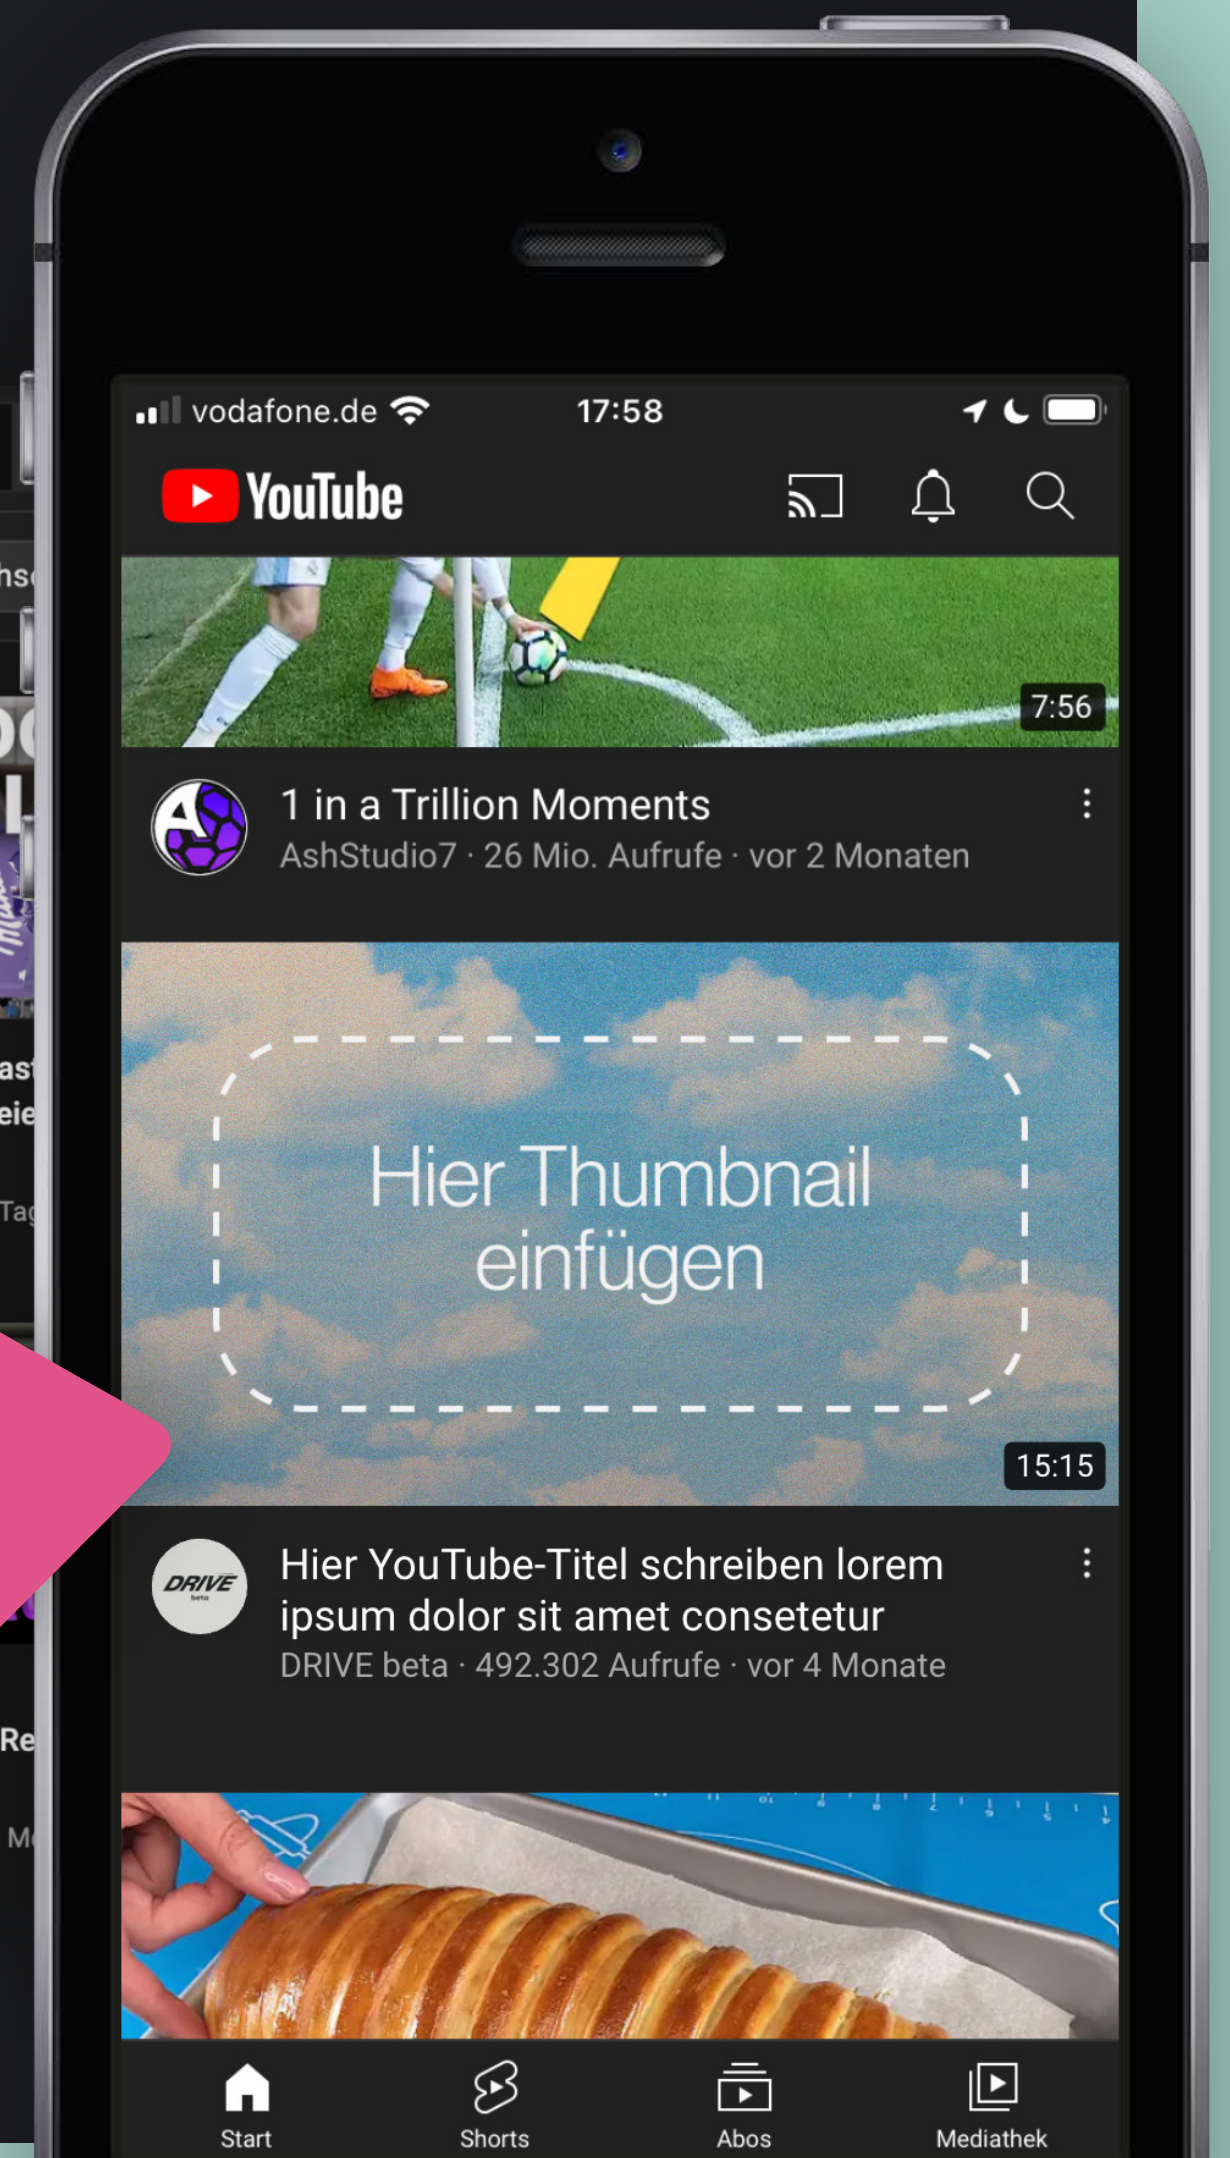 vodafone.de 17:58
YouTube
7:56
1 in a Trillion Moments
AshStudio7 · 26 Mio. Aufrufe · vor 2 Monaten
Hier Thumbnail
einfügen
15:15
DRIVE
beta
Hier YouTube-Titel schreiben lorem
ipsum dolor sit amet consetetur
DRIVE beta · 492.302 Aufrufe · vor 4 Monate
Start Shorts Abos Mediathek